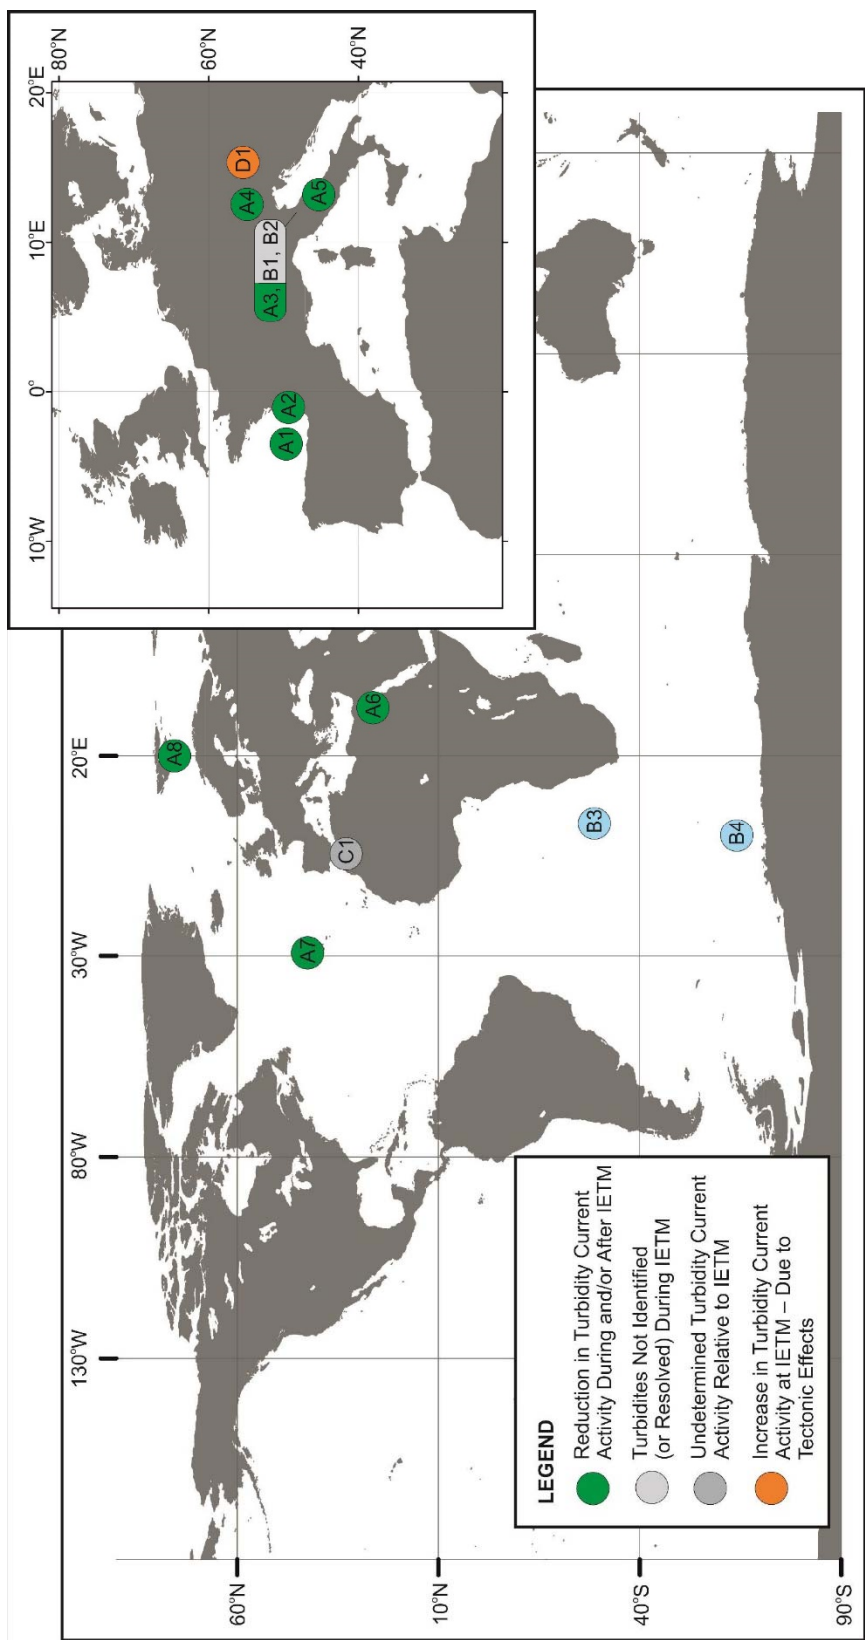 10°W
0°
10°E
20°E
80°N
60°N
40°N
A1
A2
A3, B1, B2
A4
A5
D1
130°W
80°W
30°W
20°E
60°N
10°N
40°S
90°S
A7
C1
A8
A6
B3
B4
LEGEND
Reduction in Turbidity Current
Activity During and/or After IETM
Turbidites Not Identified
(or Resolved) During IETM
Undetermined Turbidity Current
Activity Relative to IETM
Increase in Turbidity Current
Activity at IETM – Due to
Tectonic Effects